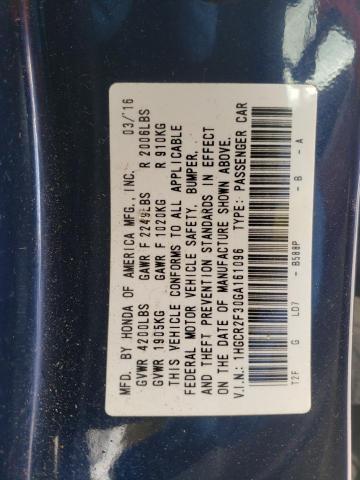 MFD. BY HONDA OF AMERICA MFG., INC. 03/16
GVWR 4200LBS GAWR F 2249LBS R 2006LBS
GVWR 1905KG GAWR F 1020KG R 910KG
THIS VEHICLE CONFORMS TO ALL APPLICABLE
FEDERAL MOTOR VEHICLE SAFETY, BUMPER,
AND THEFT PREVENTION STANDARDS IN EFFECT
ON THE DATE OF MANUFACTURE SHOWN ABOVE.
V.I.N.: 1HGCR2F30GA161096 TYPE: PASSENGER CAR
T2F G LD7 - B588P - B - A